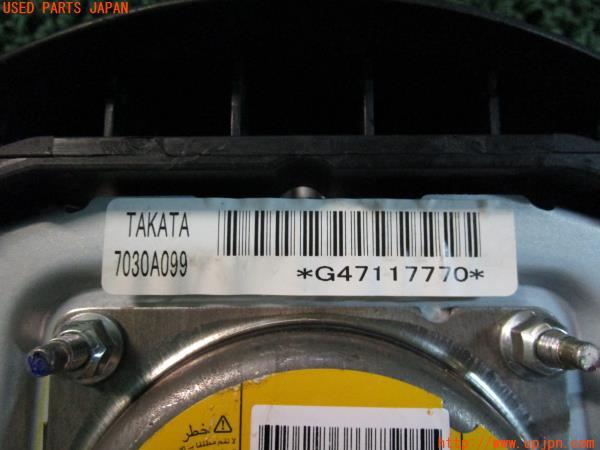 USED PARTS JAPAN
TAKATA
7030A099
*G47117770*
خطر
http://www.upjpn.com/